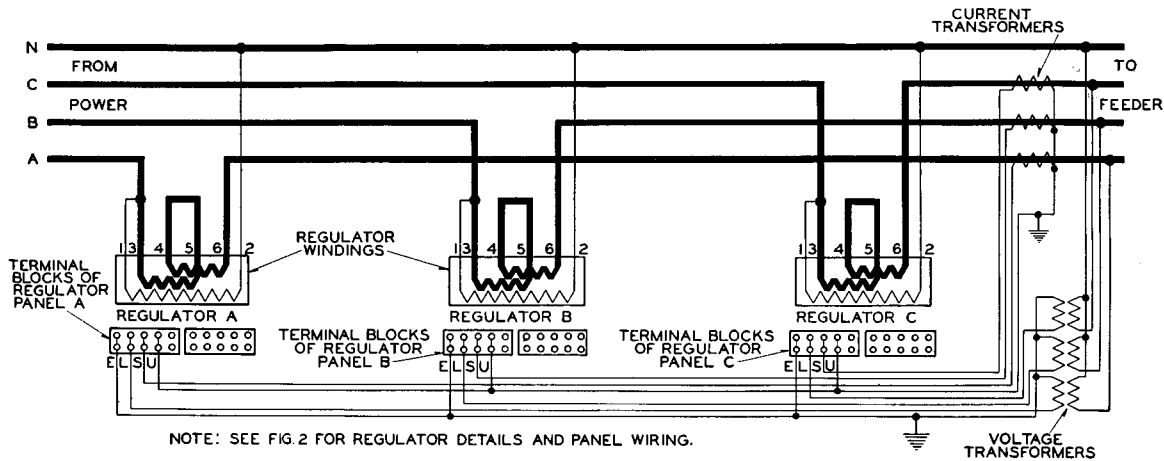 CURRENT
TRANSFORMERS
N
FROM
TO
C
POWER
FEEDER
B
A
1 3 4 5 6 2
1 3 4 5 6 2
1 3 4 5 6 2
REGULATOR
WINDINGS
TERMINAL
BLOCKS OF
REGULATOR
PANEL A
REGULATOR A
REGULATOR B
REGULATOR C
TERMINAL BLOCKS
OF REGULATOR
PANEL B
TERMINAL BLOCKS
OF REGULATOR
PANEL C
E L S U
E L S U
E L S U
NOTE: SEE FIG. 2 FOR REGULATOR DETAILS AND PANEL WIRING.
VOLTAGE
TRANSFORMERS